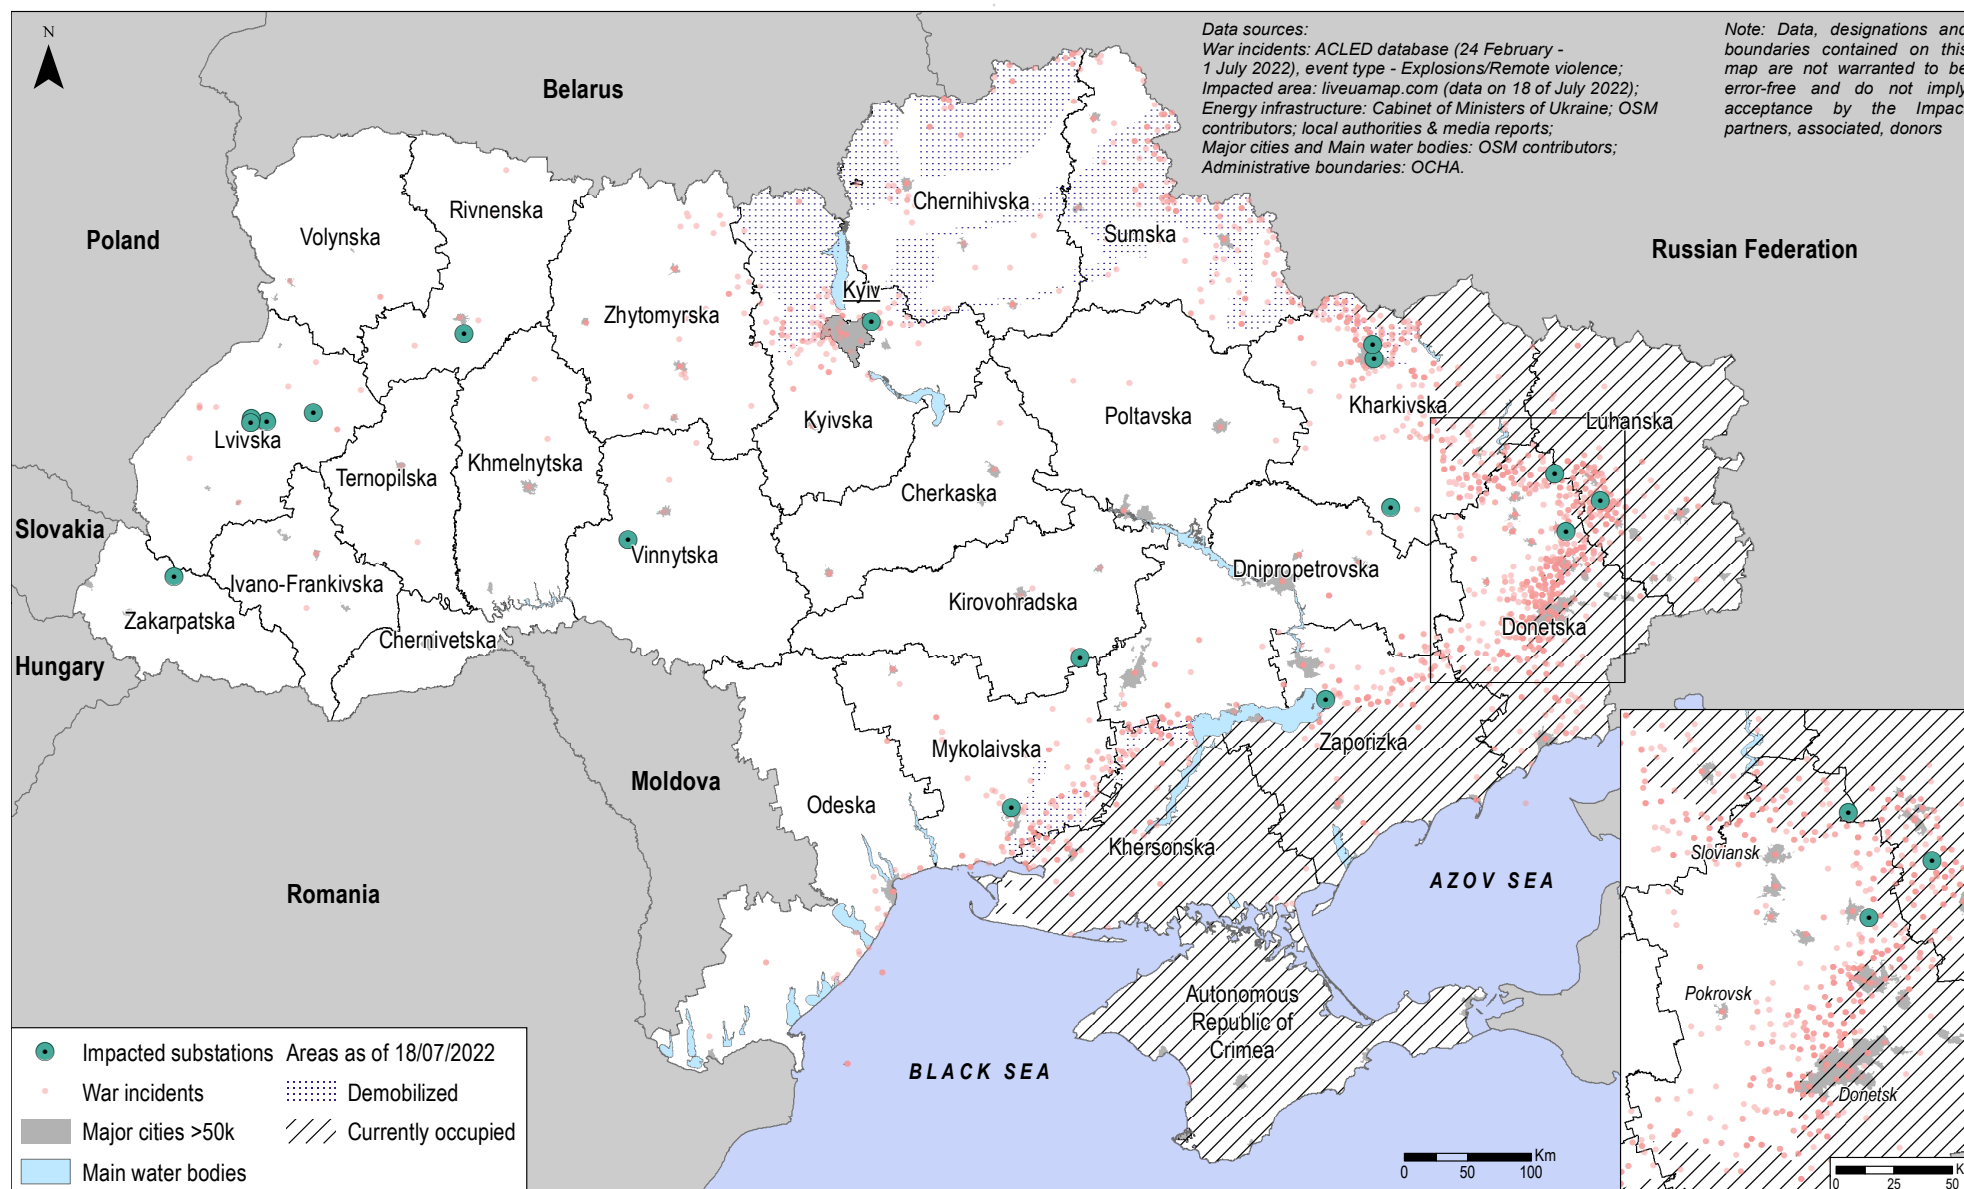 N
Data sources:
War incidents: ACLED database (24 February -
1 July 2022), event type - Explosions/Remote violence;
Impacted area: liveuamap.com (data on 18 of July 2022);
Energy infrastructure: Cabinet of Ministers of Ukraine; OSM
contributors; local authorities & media reports;
Major cities and Main water bodies: OSM contributors;
Administrative boundaries: OCHA.
Note: Data, designations and
boundaries contained on this
map are not warranted to be
error-free and do not imply
acceptance by the Impact
partners, associated, donors
Belarus
Poland
Russian Federation
Slovakia
Hungary
Romania
Moldova
Volynska
Rivnenska
Zhytomyrska
Chernihivska
Sumska
Kyiv
Lvivska
Ternopilska
Khmelnytska
Kyivska
Cherkaska
Poltavska
Kharkivska
Luhanska
Vinnytska
Ivano-Frankivska
Zakarpatska
Chernivetska
Kirovohradska
Dnipropetrovska
Donetska
Mykolaivska
Zaporizka
Odeska
Khersonska
Autonomous
Republic of
Crimea
AZOV SEA
BLACK SEA
Sloviansk
Pokrovsk
Donetsk
Impacted substations
War incidents
Major cities >50k
Main water bodies
Areas as of 18/07/2022
Demobilized
Currently occupied
Km
0 50 100
K
0 25 50